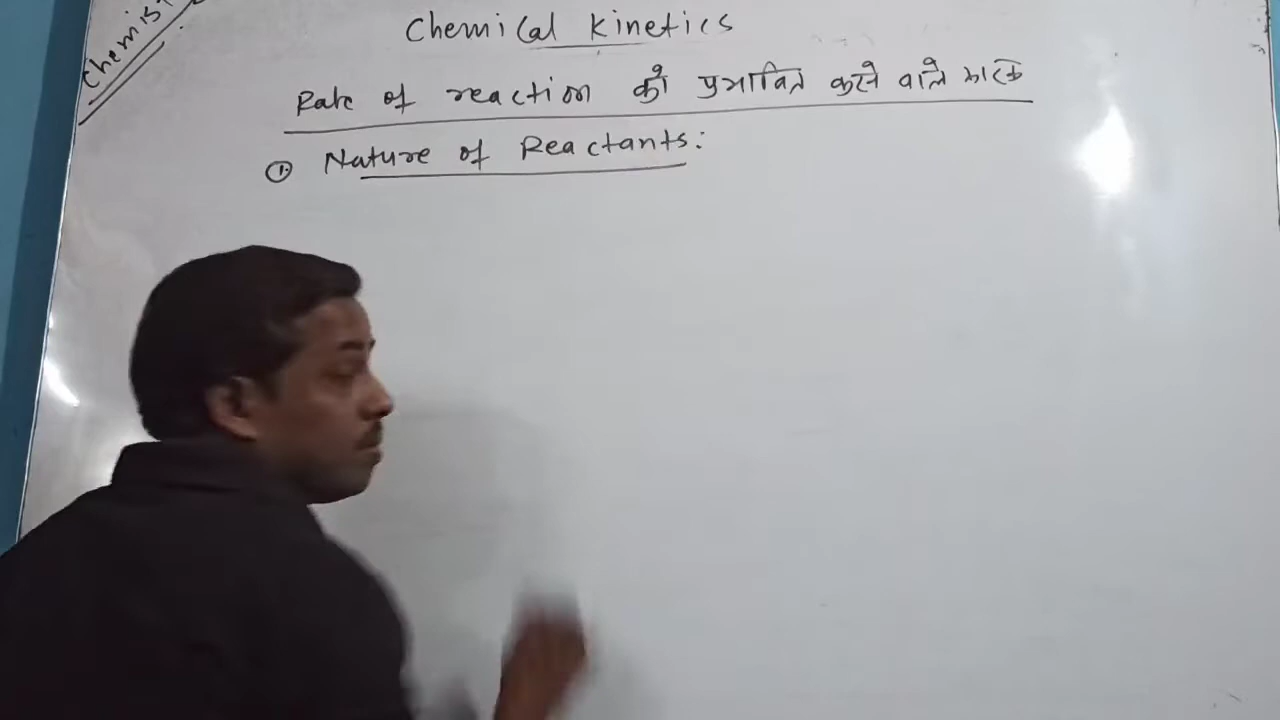 Chemist
Chemical Kinetics
Rate of reaction को प्रभावित करने वाले कारक
① Nature of Reactants: